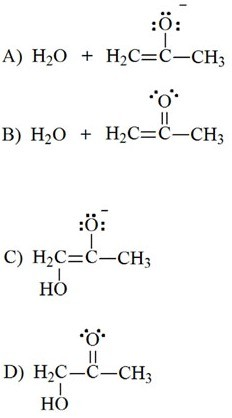 :Ö: −
A) H₂O + H₂C=C—CH₃
O
B) H₂O + H₂C=C—CH₃
:Ö: −
C) H₂C=C—CH₃
HO
O
D) H₂C—C—CH₃
HO